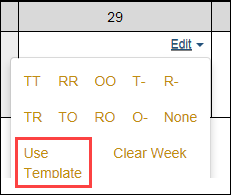 29
Edit
TT RR OO T- R-
TR TO RO O- None
Use Clear Week
Template